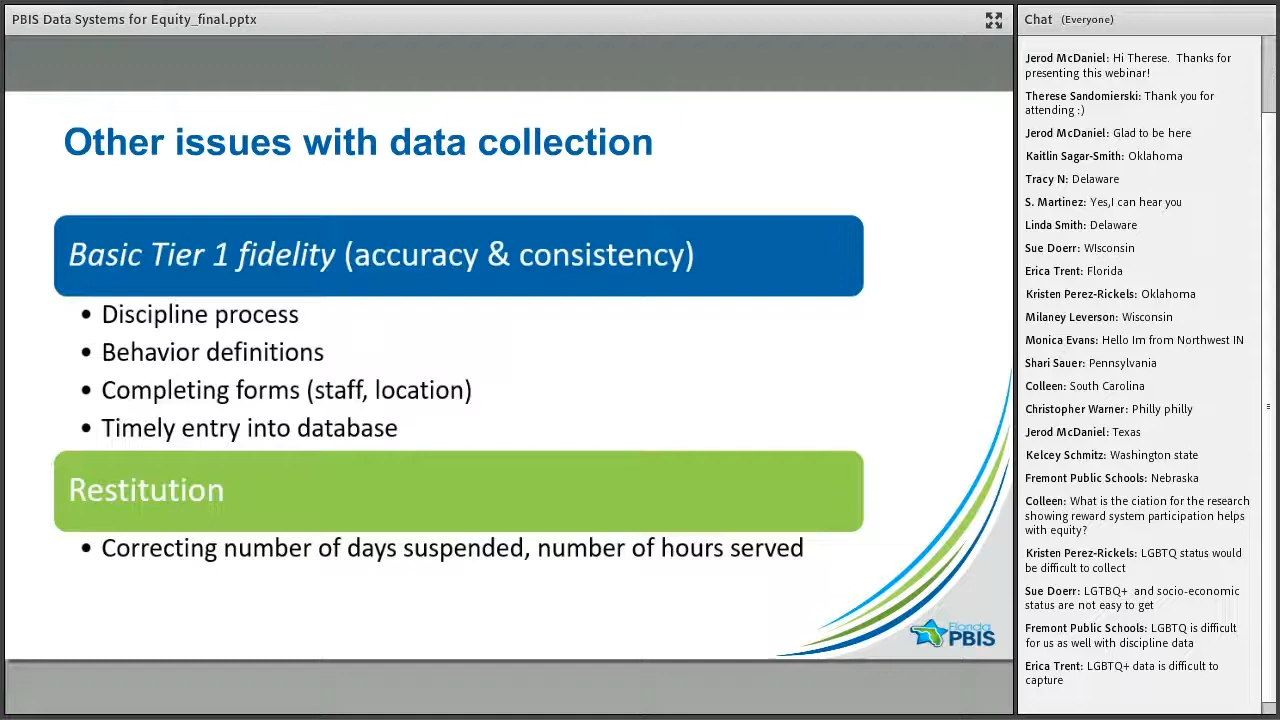 PBIS Data Systems for Equity_final.pptx
Other issues with data collection
Basic Tier 1 fidelity (accuracy & consistency)
• Discipline process
• Behavior definitions
• Completing forms (staff, location)
• Timely entry into database
Restitution
• Correcting number of days suspended, number of hours served
Florida
PBIS
Chat (Everyone)
Jerod McDaniel: Hi Therese. Thanks for
presenting this webinar!
Therese Sandomierski: Thank you for
attending :)
Jerod McDaniel: Glad to be here
Kaitlin Sagar-Smith: Oklahoma
Tracy N: Delaware
S. Martinez: Yes,I can hear you
Linda Smith: Delaware
Sue Doerr: WIsconsin
Erica Trent: Florida
Kristen Perez-Rickels: Oklahoma
Milaney Leverson: Wisconsin
Monica Evans: Hello Im from Northwest IN
Shari Sauer: Pennsylvania
Colleen: South Carolina
Christopher Warner: Philly philly
Jerod McDaniel: Texas
Kelcey Schmitz: Washington state
Fremont Public Schools: Nebraska
Colleen: What is the ciation for the research
showing reward system participation helps
with equity?
Kristen Perez-Rickels: LGBTQ status would
be difficult to collect
Sue Doerr: LGTBQ+ and socio-economic
status are not easy to get
Fremont Public Schools: LGBTQ is difficult
for us as well with discipline data
Erica Trent: LGBTQ+ data is difficult to
capture